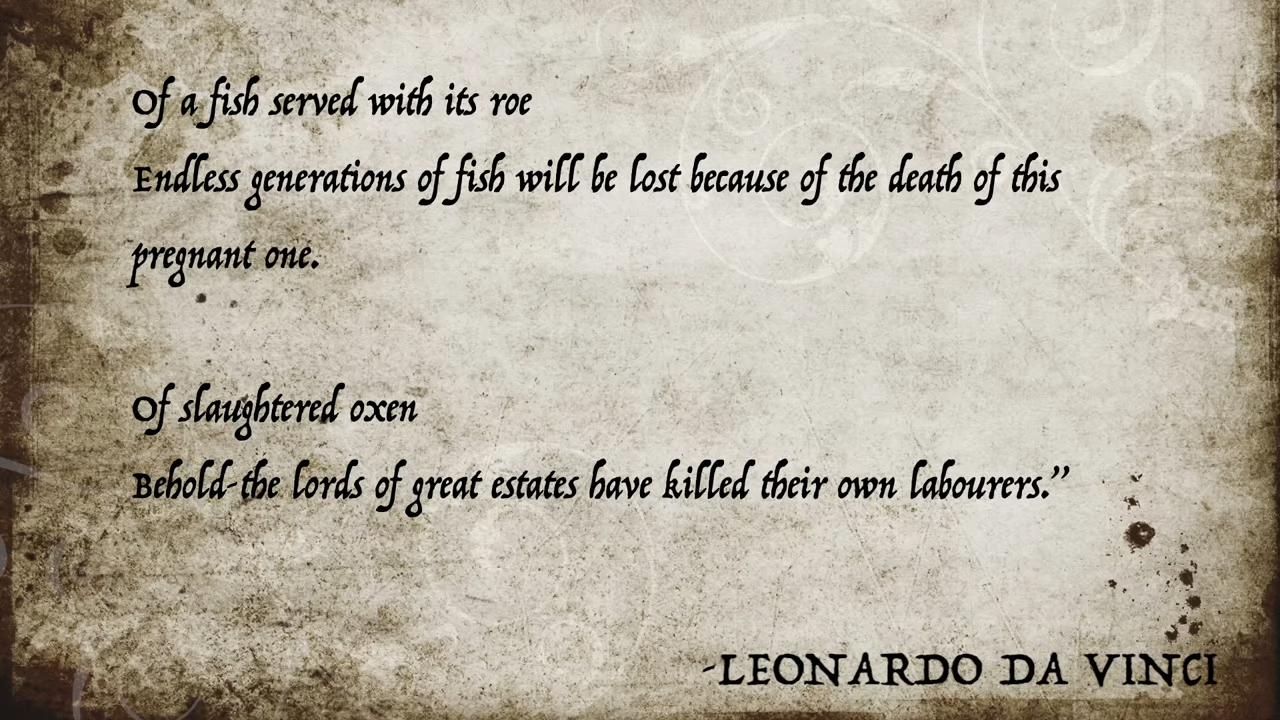 Of a fish served with its roe
Endless generations of fish will be lost because of the death of this
pregnant one.
Of slaughtered oxen
Behold-the lords of great estates have killed their own labourers.”
-LEONARDO DA VINCI